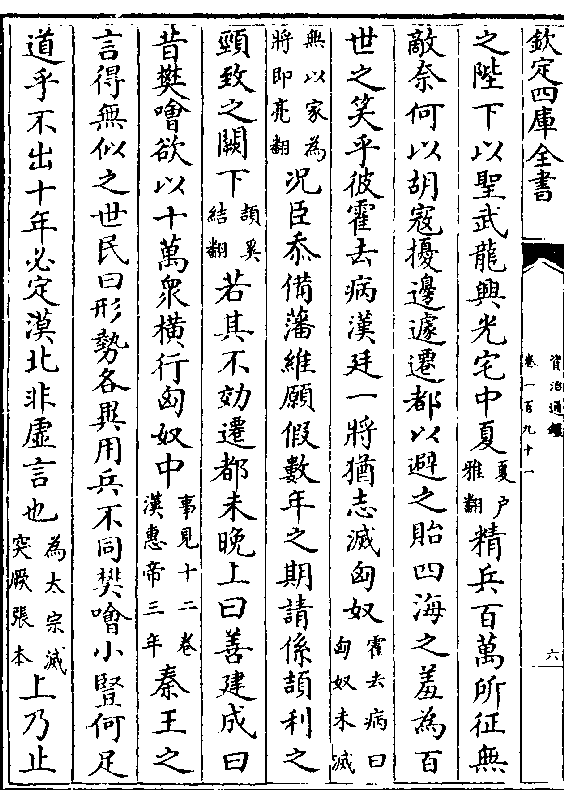 欽定四庫全書
資治通鑑
卷一百九十一
六
之陛下以聖武龍興光宅中夏夏户雅翻精兵百萬所征無
敵奈何以胡寇擾邊遽遷都以避之貽四海之羞為百
世之笑乎彼霍去病漢廷一將猶志滅匈奴霍去病曰匈奴未滅
無以家為將即亮翻況臣忝備藩維願假數年之期請係頡利之
頸致之闕下頡奚結翻若其不効遷都未晚上曰善建成曰
昔樊噲欲以十萬衆横行匈奴中事見十二卷漢惠帝三年秦王之
言得無似之世民曰形勢各異用兵不同樊噲小豎何足
道乎不出十年必定漠北非虚言也為太宗滅突厥張本上乃止